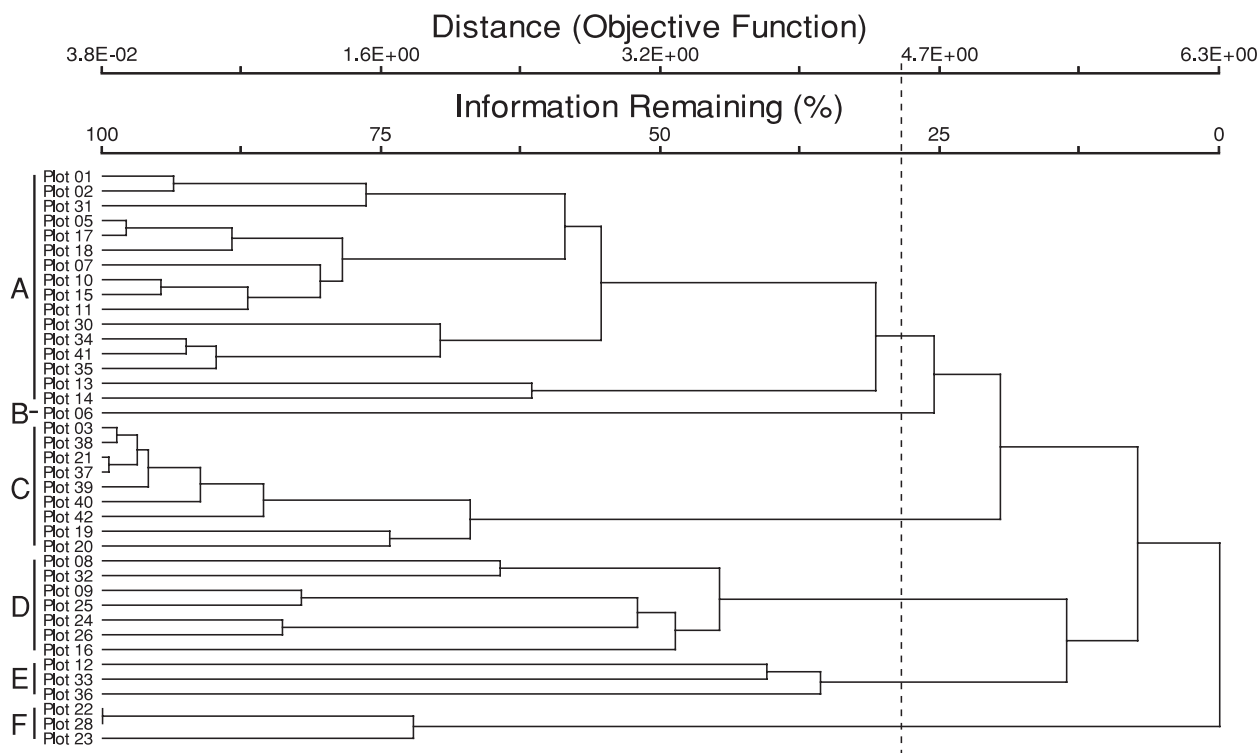 Distance (Objective Function)
3.8E-02 1.6E+00 3.2E+00 4.7E+00 6.3E+00
Information Remaining (%)
100 75 50 25 0
Plot 01
Plot 02
Plot 31
Plot 05
Plot 17
Plot 18
Plot 07
Plot 10
A
Plot 15
Plot 11
Plot 30
Plot 34
Plot 41
Plot 35
Plot 13
Plot 14
B Plot 06
Plot 03
Plot 38
Plot 21
Plot 37
C
Plot 39
Plot 40
Plot 42
Plot 19
Plot 20
Plot 08
Plot 32
Plot 09
D
Plot 25
Plot 24
Plot 26
Plot 16
Plot 12
E Plot 33
Plot 36
Plot 22
F Plot 28
Plot 23